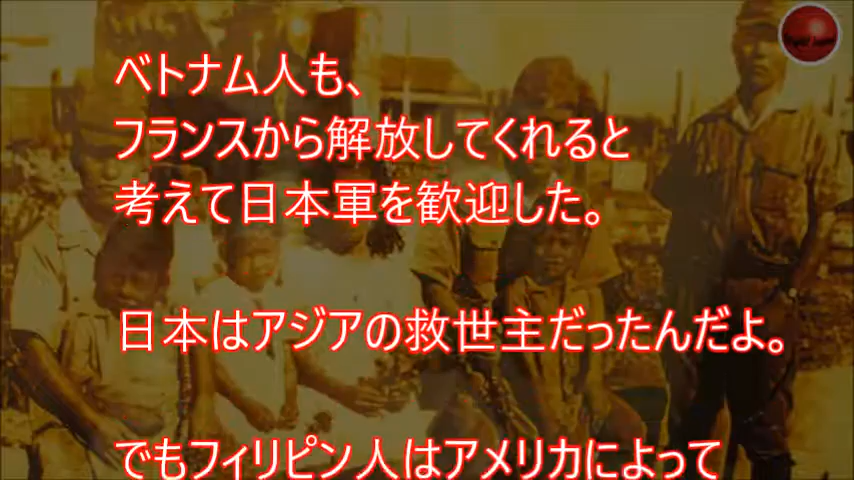 ベトナム人も、
フランスから解放してくれると
考えて日本軍を歓迎した。
日本はアジアの救世主だったんだよ。
でもフィリピン人はアメリカによって